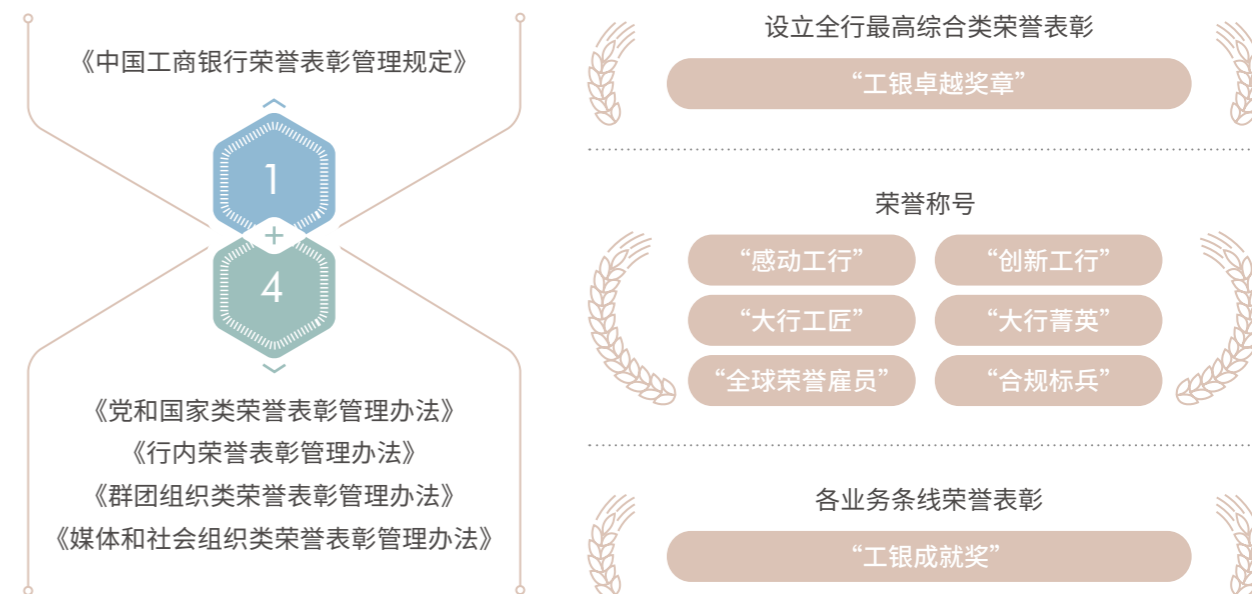 《中国工商银行荣誉表彰管理规定》
1
+
4
《党和国家类荣誉表彰管理办法》
《行内荣誉表彰管理办法》
《群团组织类荣誉表彰管理办法》
《媒体和社会组织类荣誉表彰管理办法》
设立全行最高综合类荣誉表彰
“工银卓越奖章”
荣誉称号
“感动工行” “创新工行”
“大行工匠” “大行菁英”
“全球荣誉雇员” “合规标兵”
各业务条线荣誉表彰
“工银成就奖”